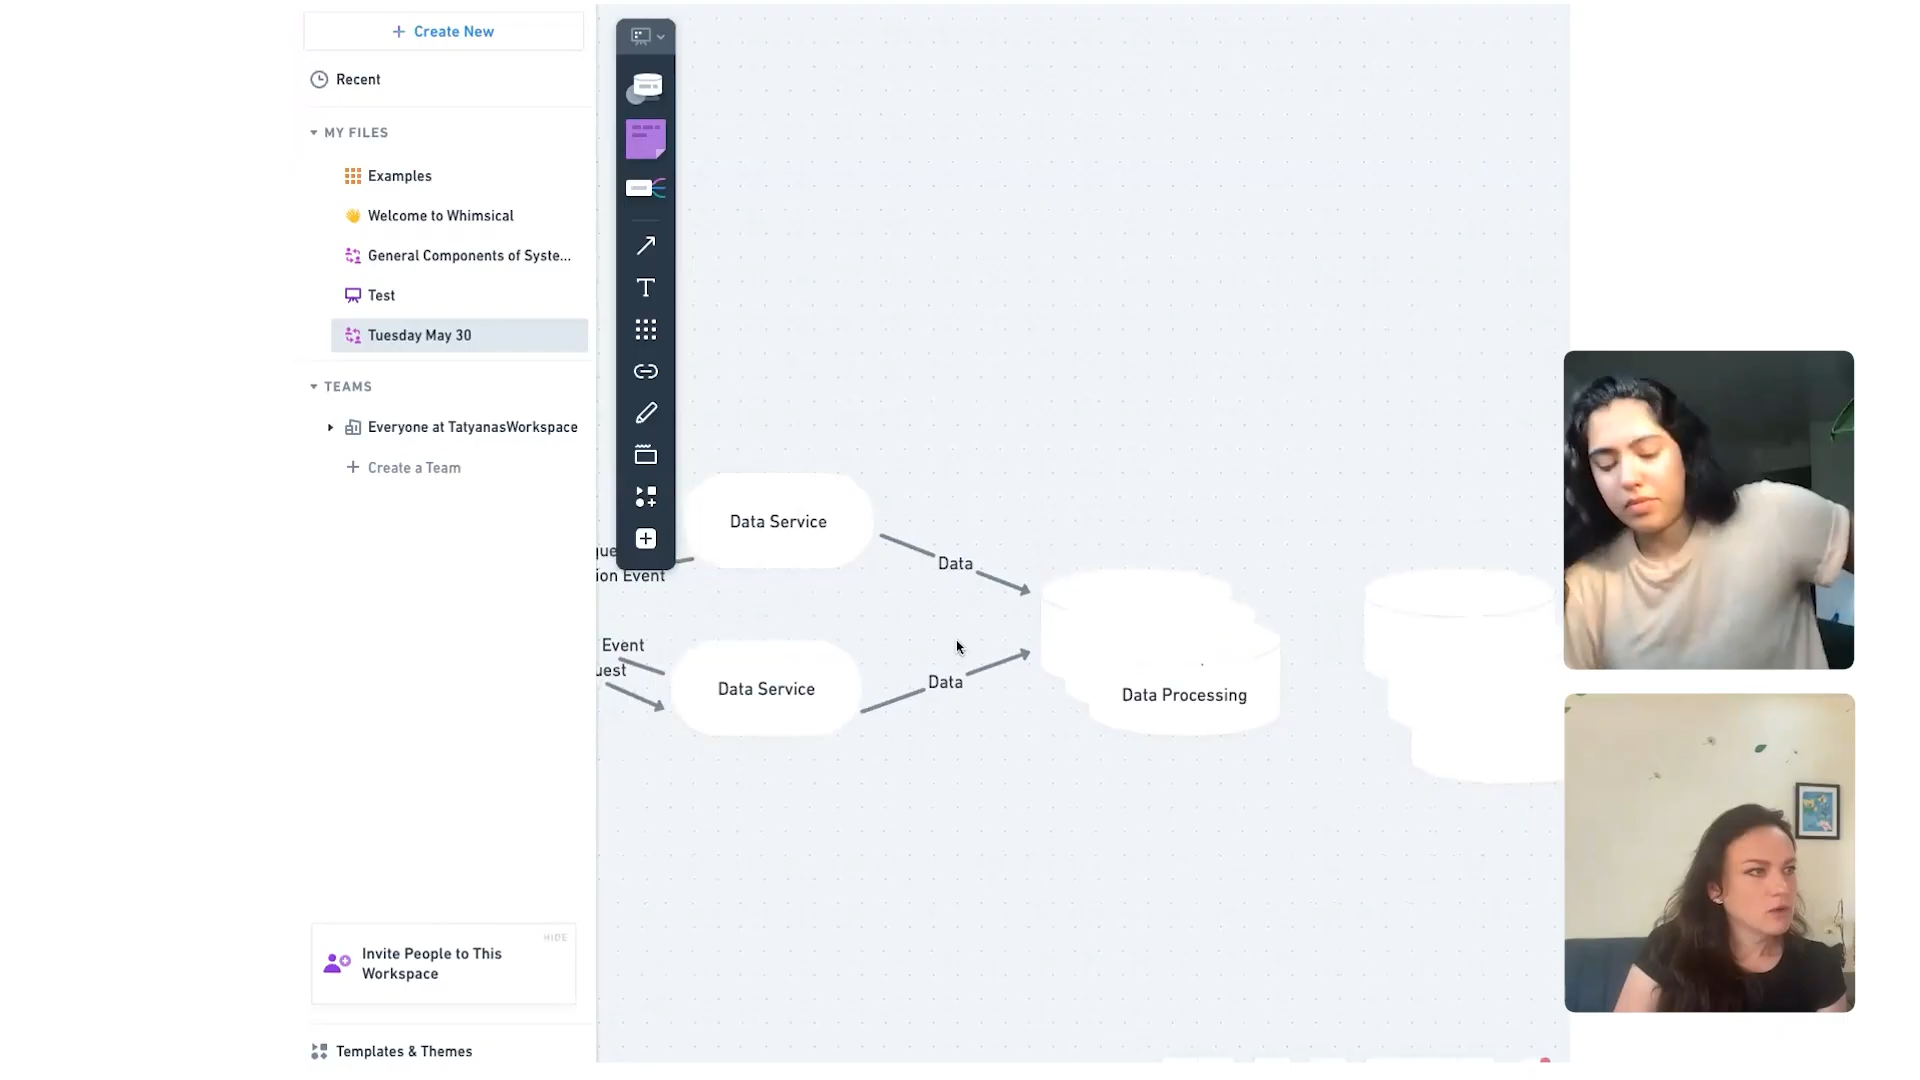 Create New
Recent
MY FILES
Examples
Welcome to Whimsical
General Components of Syste...
Test
Tuesday May 30
TEAMS
Everyone at TatyanasWorkspace
Create a Team
HIDE
Invite People to This
Workspace
Templates & Themes
Data Service
ion Event
Data
Event
uest
Data Service
Data
Data Processing